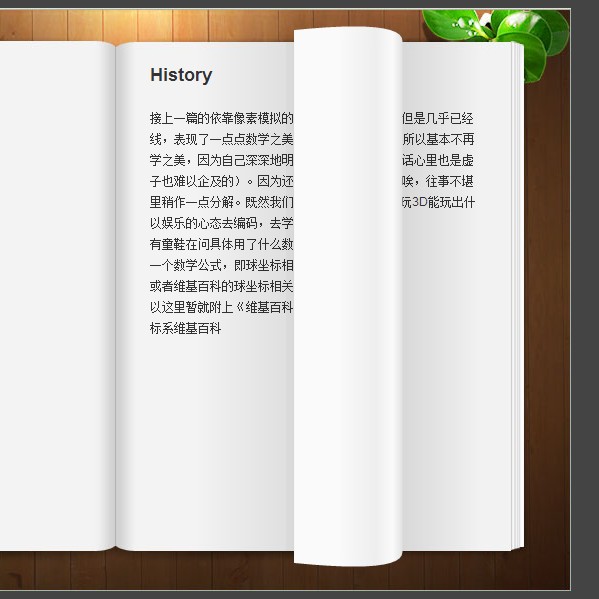 History
接上一篇的依靠像素模拟的 但是几乎已经
线，表现了一点点数学之美 所以基本不再
学之美，因为自己深深地明 话心里也是虚
子也难以企及的）。因为还 唉，往事不堪
里稍作一点分解。既然我们 玩3D能玩出什
以娱乐的心态去编码，去学
有童鞋在问具体用了什么数
一个数学公式，即球坐标相
或者维基百科的球坐标相关
以这里暂就附上《维基百科
标系维基百科